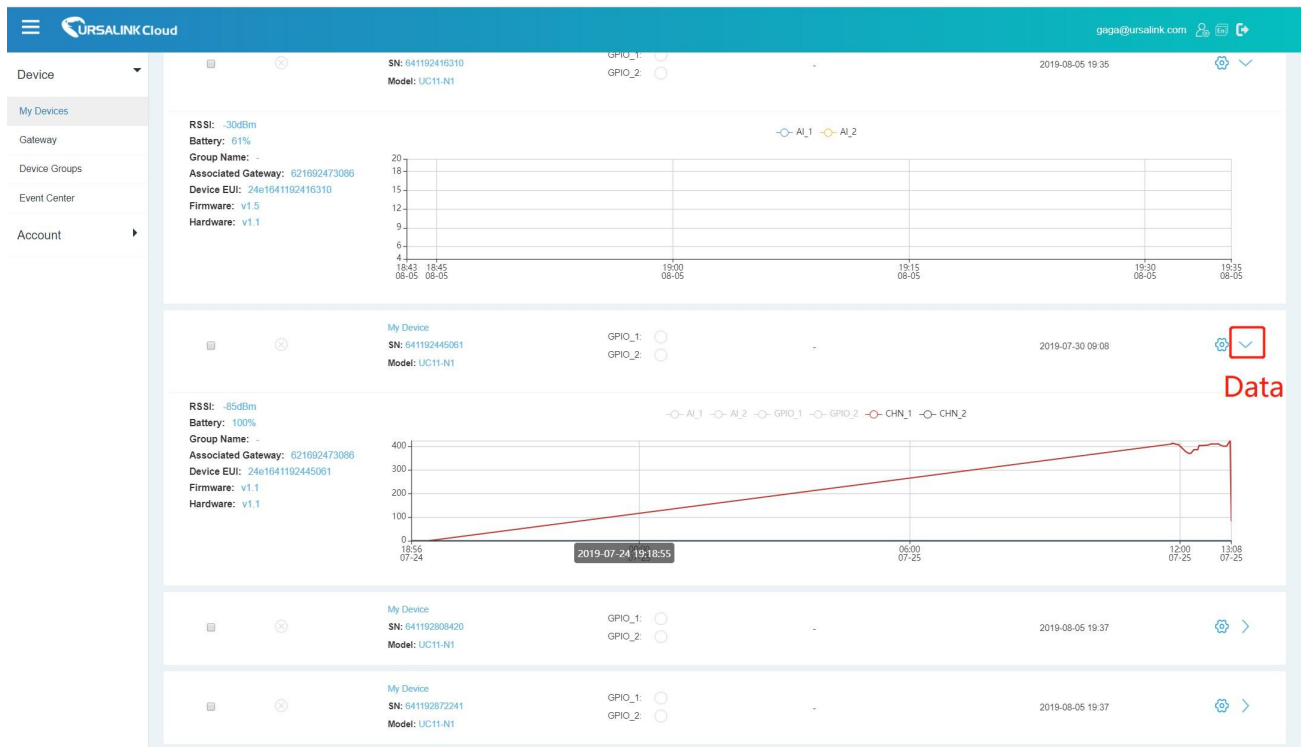 URSALINK Cloud
gaga@ursalink.com
En
Device
My Devices
Gateway
Device Groups
Event Center
Account
SN: 641192416310
Model: UC11-N1
GPIO_1:
GPIO_2:
-
2019-08-05 19:35
RSSI: -30dBm
Battery: 61%
Group Name: -
Associated Gateway: 621692473086
Device EUI: 24e1641192416310
Firmware: v1.5
Hardware: v1.1
AI_1 AI_2
20
18
15
12
9
6
4
18:43 18:45 19:00 19:15 19:30 19:35
08-05 08-05 08-05 08-05 08-05 08-05
My Device
SN: 641192445061
Model: UC11-N1
GPIO_1:
GPIO_2:
-
2019-07-30 09:08
Data
RSSI: -85dBm
Battery: 100%
Group Name: -
Associated Gateway: 621692473086
Device EUI: 24e1641192445061
Firmware: v1.1
Hardware: v1.1
AI_1 AI_2 GPIO_1 GPIO_2 CHN_1 CHN_2
400
300
200
100
0
18:56 06:00 12:00 13:08
07-24 07-25 07-25 07-25
2019-07-24 19:18:55
My Device
SN: 641192808420
Model: UC11-N1
GPIO_1:
GPIO_2:
-
2019-08-05 19:37
My Device
SN: 641192872241
Model: UC11-N1
GPIO_1:
GPIO_2:
-
2019-08-05 19:37